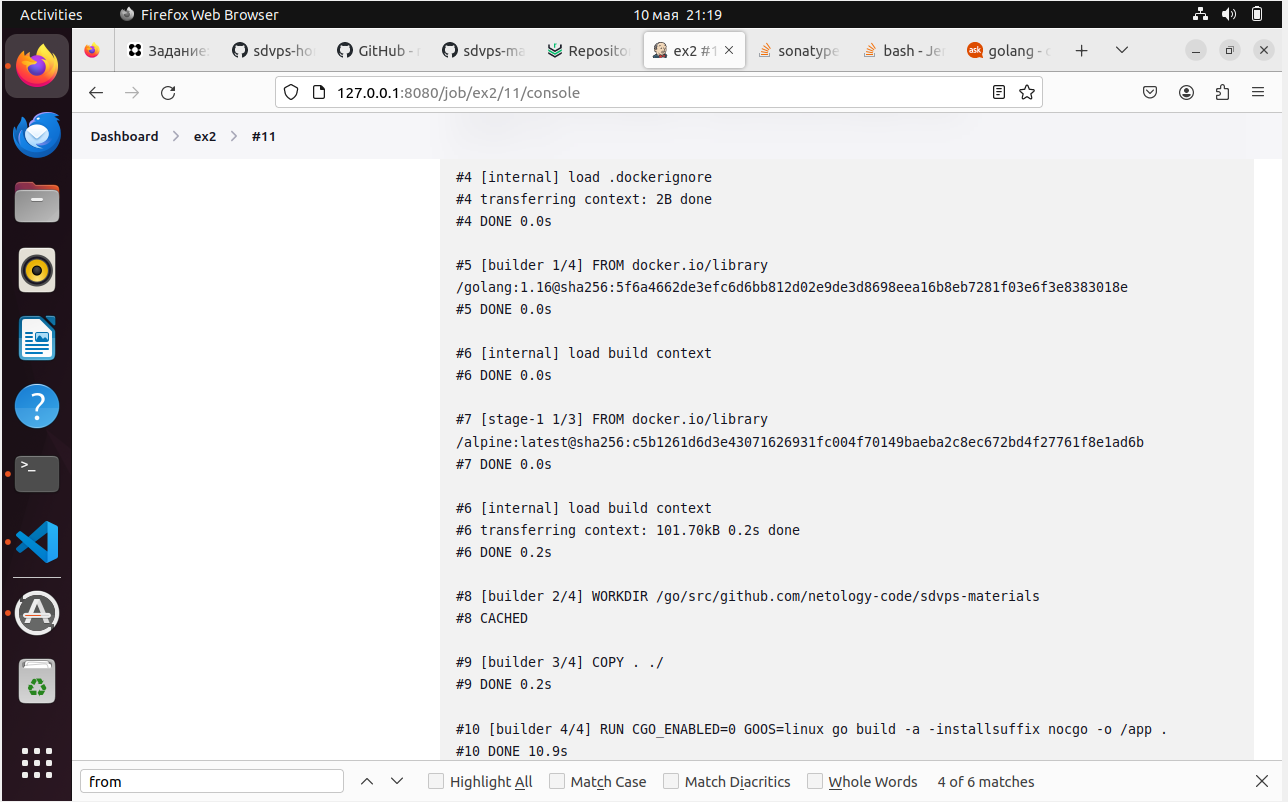 Activities
Firefox Web Browser
10 мая 21:19
Задание:
sdvps-ho
GitHub - r
sdvps-ma
Reposito
ex2 #1
sonatype
bash - Jen
ask
golang - c
127.0.0.1:8080/job/ex2/11/console
Dashboard
ex2
#11
#4 [internal] load .dockerignore
#4 transferring context: 2B done
#4 DONE 0.0s
#5 [builder 1/4] FROM docker.io/library
/golang:1.16@sha256:5f6a4662de3efc6d6bb812d02e9de3d8698eea16b8eb7281f03e6f3e8383018e
#5 DONE 0.0s
#6 [internal] load build context
#6 DONE 0.0s
#7 [stage-1 1/3] FROM docker.io/library
/alpine:latest@sha256:c5b1261d6d3e43071626931fc004f70149baeba2c8ec672bd4f27761f8e1ad6b
#7 DONE 0.0s
#6 [internal] load build context
#6 transferring context: 101.70kB 0.2s done
#6 DONE 0.2s
#8 [builder 2/4] WORKDIR /go/src/github.com/netology-code/sdvps-materials
#8 CACHED
#9 [builder 3/4] COPY . ./
#9 DONE 0.2s
#10 [builder 4/4] RUN CGO_ENABLED=0 GOOS=linux go build -a -installsuffix nocgo -o /app .
#10 DONE 10.9s
from
Highlight All
Match Case
Match Diacritics
Whole Words
4 of 6 matches